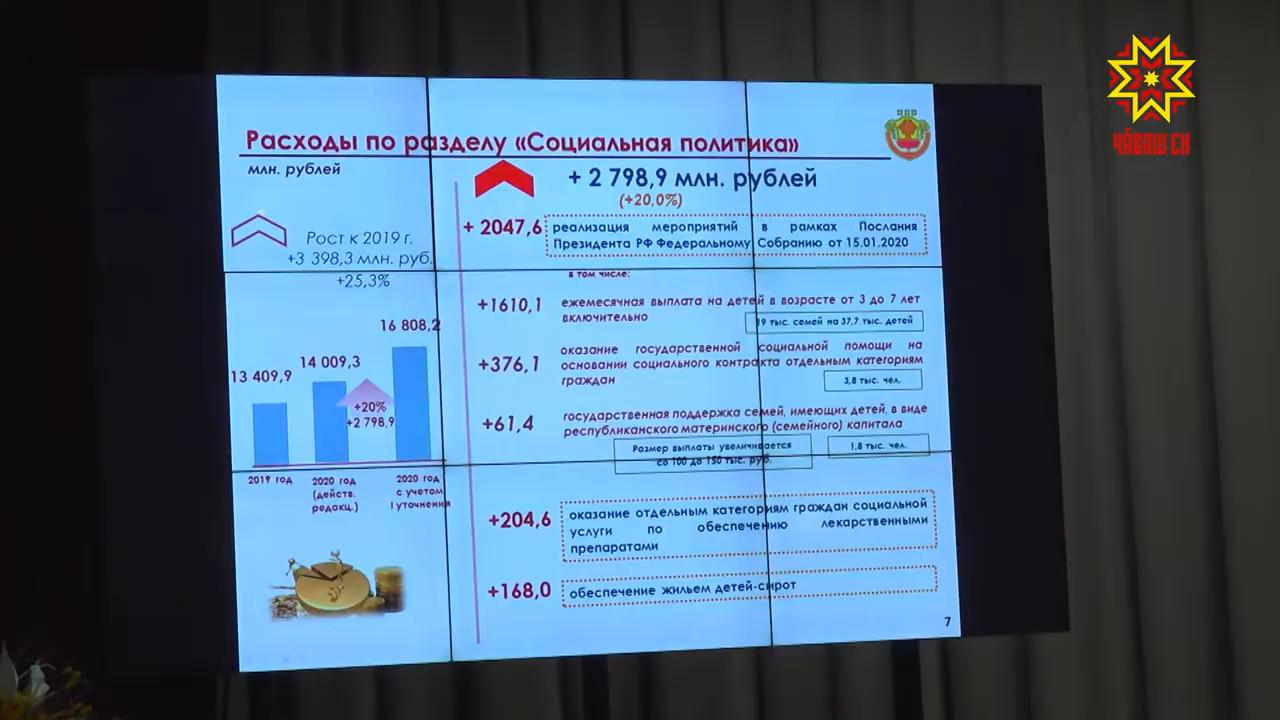 ЧӐВАШ ЕН
Расходы по разделу «Социальная политика»
млн. рублей
Рост к 2019 г.
+3 398,3 млн. руб.
+25,3%
13 409,9
14 009,3
16 808,2
+20%
+2 798,9
2019 год
2020 год
(действ.
редакц.)
2020 год
с учетом
I уточнения
+ 2 798,9 млн. рублей
(+20,0%)
+ 2047,6
реализация мероприятий в рамках Послания
Президента РФ Федеральному Собранию от 15.01.2020
в том числе:
+1610,1
ежемесячная выплата на детей в возрасте от 3 до 7 лет
включительно
19 тыс. семей на 37,7 тыс. детей
+376,1
оказание государственной социальной помощи на
основании социального контракта отдельным категориям
граждан
3,8 тыс. чел.
+61,4
государственная поддержка семей, имеющих детей, в виде
республиканского материнского (семейного) капитала
Размер выплаты увеличивается
со 100 до 150 тыс. руб.
1,8 тыс. чел.
+204,6
оказание отдельным категориям граждан социальной
услуги по обеспечению лекарственными
препаратами
+168,0
обеспечение жильем детей-сирот
7